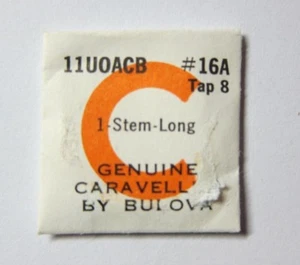 11UOACB #16A
Tap 8
1-Stem-Long
C
GENUINE
CARAVELL
BY BULOVA